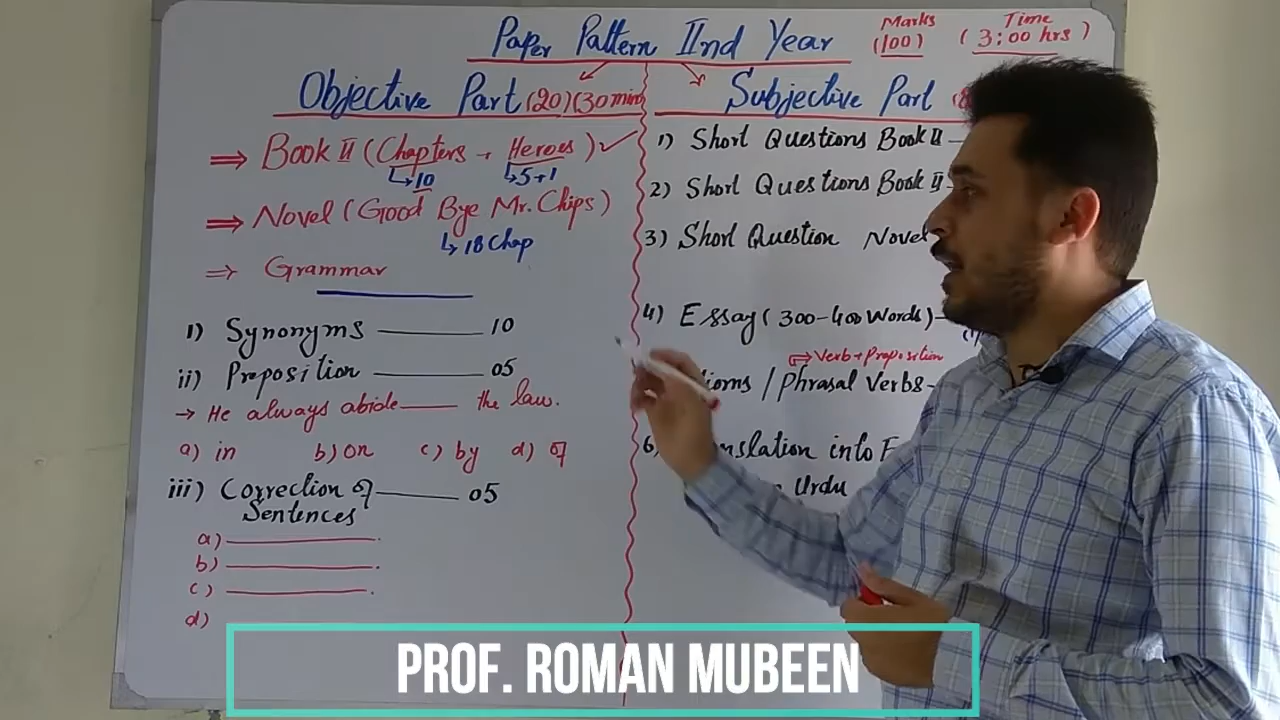 Paper Pattern IInd Year
Marks
(100)
Time
(3:00 hrs)
Objective Part (20)(30 min)
⇒ Book II (Chapters + Heroes) ✓
↳ 10
↳ 5+1
⇒ Novel (Good Bye Mr. Chips)
↳ 18 Chap
⇒ Grammar
i) Synonyms ——— 10
ii) Preposition ——— 05
→ He always abide ——— the law.
a) in b) on c) by d) of
iii) Correction of ——— 05
Sentences
a) ———.
b) ———.
c) ———.
d)
Subjective Part (8
1) Short Questions Book II –
2) Short Questions Book II –
3) Short Question Novel
4) Essay (300-400 Words) –
⇒ Verb + Preposition
/ Phrasal Verbs –
6) into
Urdu
PROF. ROMAN MUBEEN